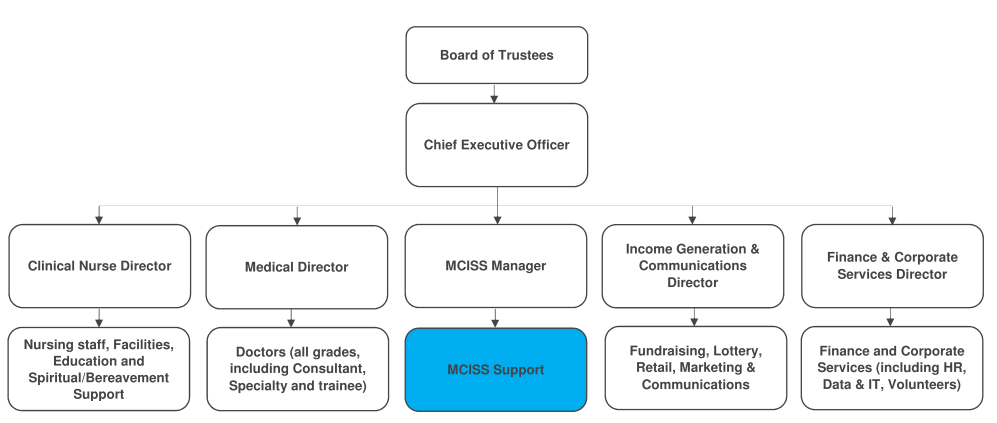 Board of Trustees
Chief Executive Officer
Clinical Nurse Director
Medical Director
MCISS Manager
Income Generation &
Communications
Director
Finance & Corporate
Services Director
Nursing staff, Facilities,
Education and
Spiritual/Bereavement
Support
Doctors (all grades,
including Consultant,
Specialty and trainee)
MCISS Support
Fundraising, Lottery,
Retail, Marketing &
Communications
Finance and Corporate
Services (including HR,
Data & IT, Volunteers)